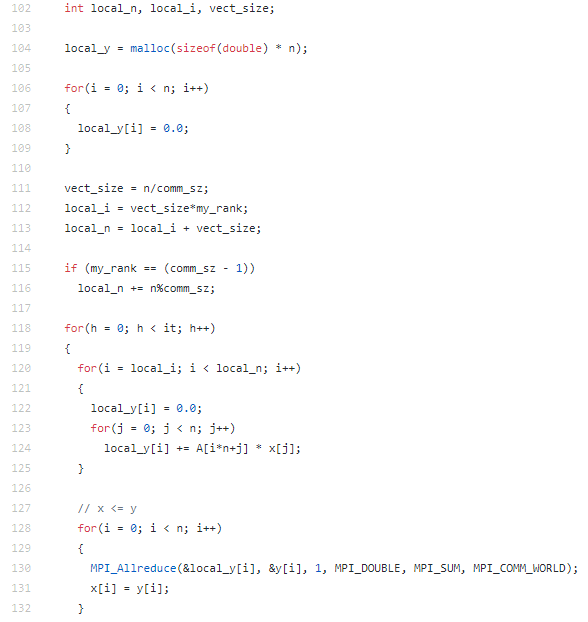 102 int local_n, local_i, vect_size;
103
104 local_y = malloc(sizeof(double) * n);
105
106 for(i = 0; i < n; i++)
107 {
108 local_y[i] = 0.0;
109 }
110
111 vect_size = n/comm_sz;
112 local_i = vect_size*my_rank;
113 local_n = local_i + vect_size;
114
115 if (my_rank == (comm_sz - 1))
116 local_n += n%comm_sz;
117
118 for(h = 0; h < it; h++)
119 {
120 for(i = local_i; i < local_n; i++)
121 {
122 local_y[i] = 0.0;
123 for(j = 0; j < n; j++)
124 local_y[i] += A[i*n+j] * x[j];
125 }
126
127 // x <= y
128 for(i = 0; i < n; i++)
129 {
130 MPI_Allreduce(&local_y[i], &y[i], 1, MPI_DOUBLE, MPI_SUM, MPI_COMM_WORLD);
131 x[i] = y[i];
132 }